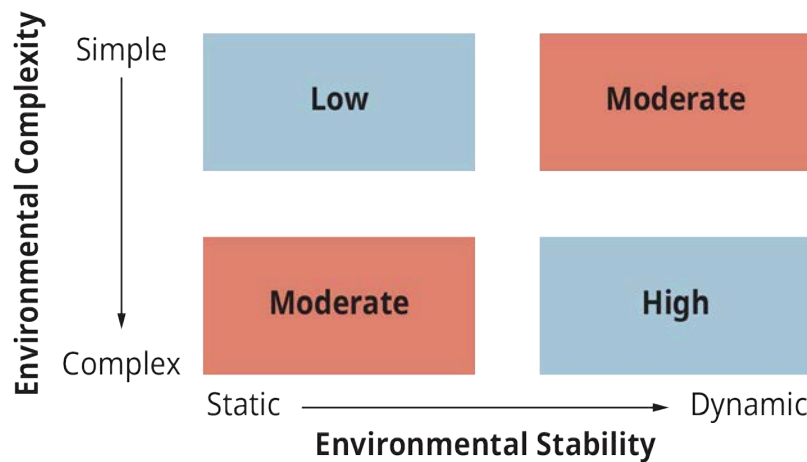 Environmental Complexity
Simple
Low
Moderate
Moderate
High
Complex
Static
Dynamic
Environmental Stability